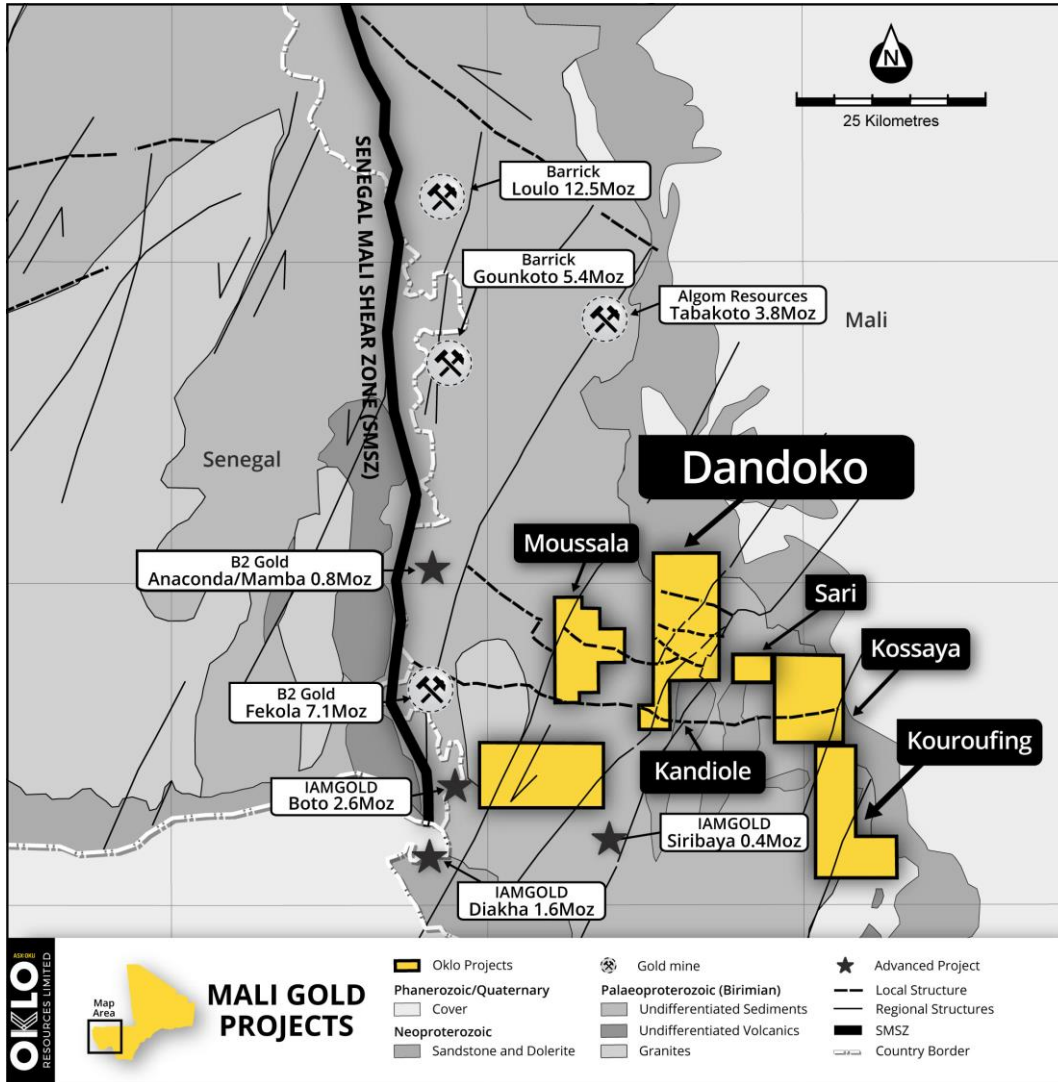 N
25 Kilometres
SENEGAL MALI SHEAR ZONE (SMSZ)
Barrick
Loulo 12.5Moz
Barrick
Gounkoto 5.4Moz
Algom Resources
Tabakoto 3.8Moz
Mali
Senegal
Dandoko
Moussala
B2 Gold
Anaconda/Mamba 0.8Moz
Sari
Kossaya
B2 Gold
Fekola 7.1Moz
Kouroufing
Kandiole
IAMGOLD
Boto 2.6Moz
IAMGOLD
Siribaya 0.4Moz
IAMGOLD
Diakha 1.6Moz
ASX:OKU
OKLO
RESOURCES LIMITED
Map
Area
MALI GOLD
PROJECTS
Oklo Projects
Phanerozoic/Quaternary
Cover
Neoproterozoic
Sandstone and Dolerite
Gold mine
Palaeoproterozoic (Birimian)
Undifferentiated Sediments
Undifferentiated Volcanics
Granites
Advanced Project
Local Structure
Regional Structures
SMSZ
Country Border